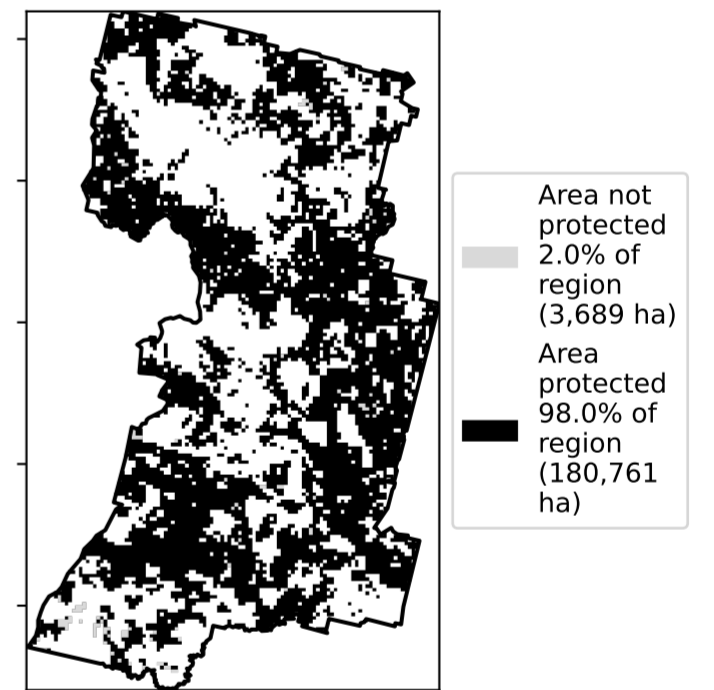 Area not
protected
2.0% of
region
(3,689 ha)
Area
protected
98.0% of
region
(180,761
ha)